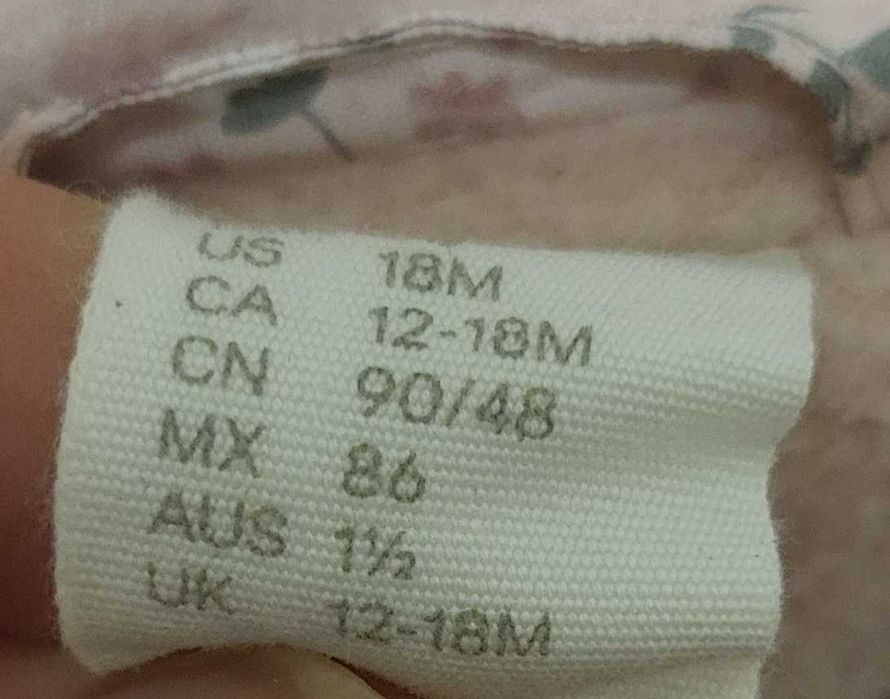 US 18M
CA 12-18M
CN 90/48
MX 86
AUS 1½
UK 12-18M